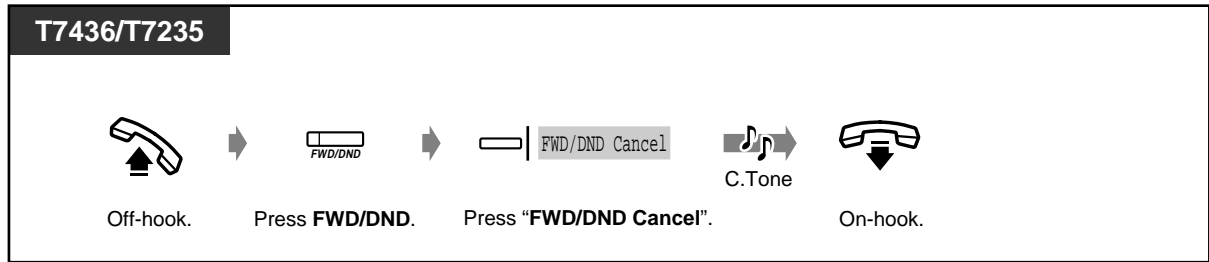 T7436/T7235
FWD/DND
FWD/DND Cancel
C.Tone
Off-hook.
Press FWD/DND.
Press “FWD/DND Cancel”.
On-hook.